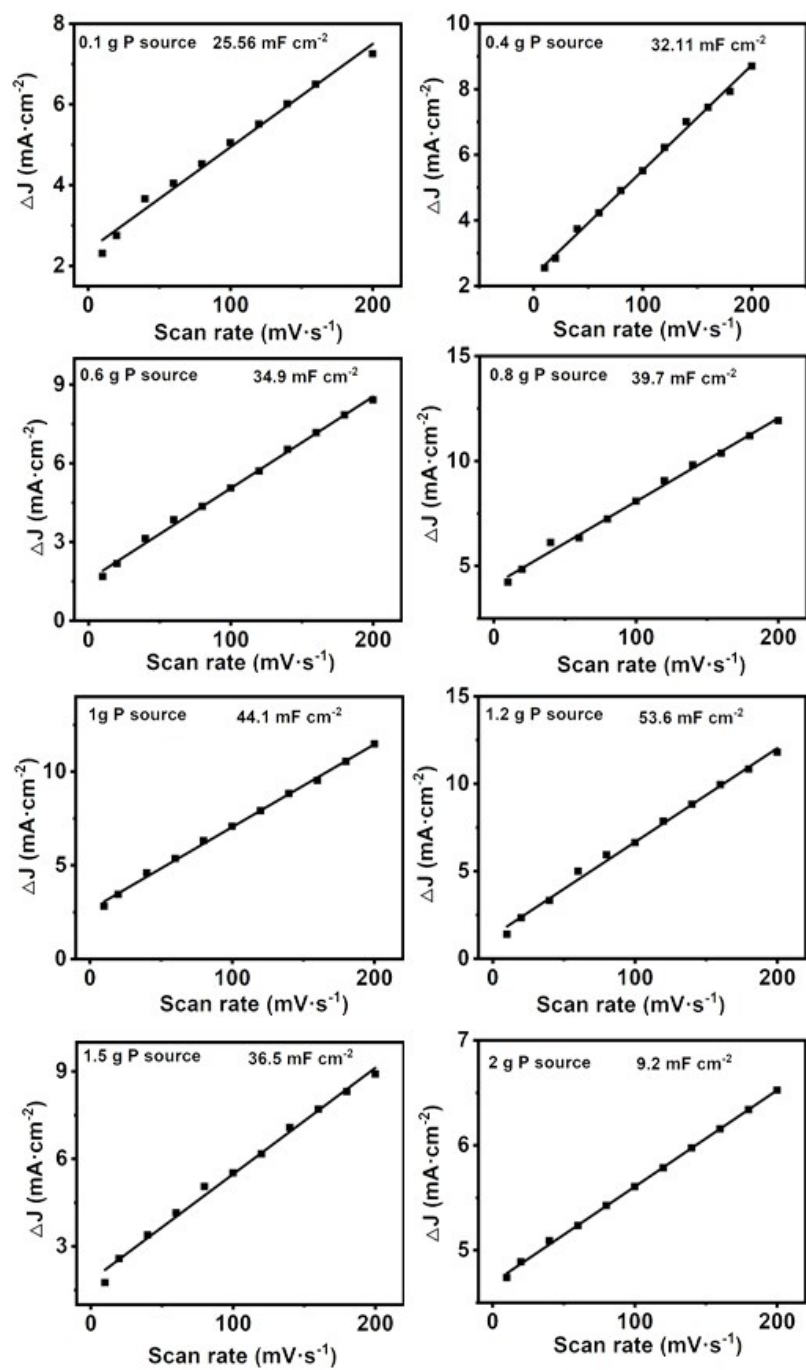 0.1 g P source 25.56 mF cm⁻²
8
6
4
2
△J (mA·cm⁻²)
0 100 200
Scan rate (mV·s⁻¹)
0.4 g P source 32.11 mF cm⁻²
10
8
6
4
2
△J (mA·cm⁻²)
0 100 200
Scan rate (mV·s⁻¹)
0.6 g P source 34.9 mF cm⁻²
9
6
3
0
△J (mA·cm⁻²)
0 100 200
Scan rate (mV·s⁻¹)
0.8 g P source 39.7 mF cm⁻²
15
10
5
△J (mA·cm⁻²)
0 100 200
Scan rate (mV·s⁻¹)
1g P source 44.1 mF cm⁻²
10
5
0
△J (mA·cm⁻²)
0 100 200
Scan rate (mV·s⁻¹)
1.2 g P source 53.6 mF cm⁻²
15
10
5
0
△J (mA·cm⁻²)
0 100 200
Scan rate (mV·s⁻¹)
1.5 g P source 36.5 mF cm⁻²
9
6
3
△J (mA·cm⁻²)
0 100 200
Scan rate (mV·s⁻¹)
2 g P source 9.2 mF cm⁻²
7
6
5
△J (mA·cm⁻²)
0 100 200
Scan rate (mV·s⁻¹)